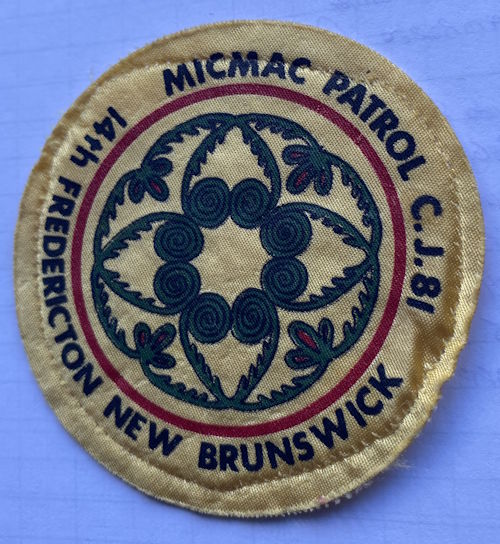 MICMAC PATROL C.J.81
14th FREDERICTON NEW BRUNSWICK